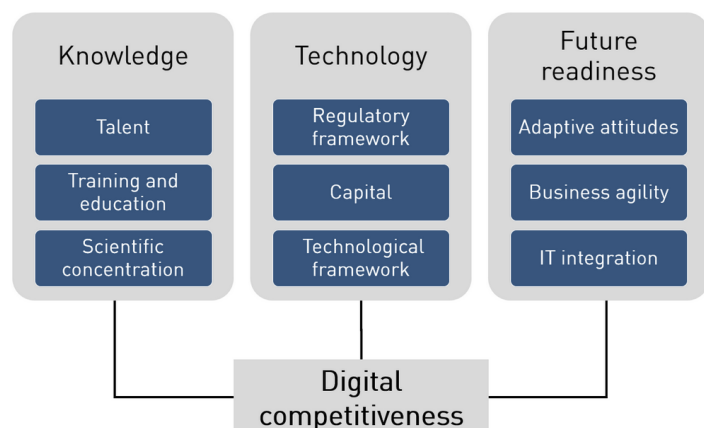 Knowledge
Talent
Training and
education
Scientific
concentration
Technology
Regulatory
framework
Capital
Technological
framework
Future
readiness
Adaptive attitudes
Business agility
IT integration
Digital
competitiveness